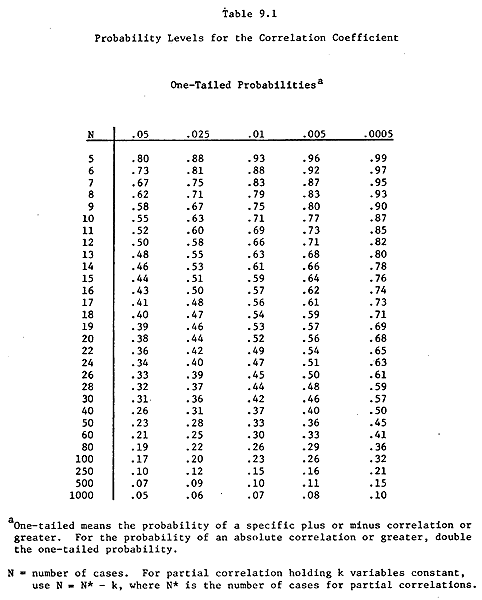 Table 9.1
Probability Levels for the Correlation Coefficient
One-Tailed Probabilities^a
N .05 .025 .01 .005 .0005
5 .80 .88 .93 .96 .99
6 .73 .81 .88 .92 .97
7 .67 .75 .83 .87 .95
8 .62 .71 .79 .83 .93
9 .58 .67 .75 .80 .90
10 .55 .63 .71 .77 .87
11 .52 .60 .69 .73 .85
12 .50 .58 .66 .71 .82
13 .48 .55 .63 .68 .80
14 .46 .53 .61 .66 .78
15 .44 .51 .59 .64 .76
16 .43 .50 .57 .62 .74
17 .41 .48 .56 .61 .73
18 .40 .47 .54 .59 .71
19 .39 .46 .53 .57 .69
20 .38 .44 .52 .56 .68
22 .36 .42 .49 .54 .65
24 .34 .40 .47 .51 .63
26 .33 .39 .45 .50 .61
28 .32 .37 .44 .48 .59
30 .31 .36 .42 .46 .57
40 .26 .31 .37 .40 .50
50 .23 .28 .33 .36 .45
60 .21 .25 .30 .33 .41
80 .19 .22 .26 .29 .36
100 .17 .20 .23 .26 .32
250 .10 .12 .15 .16 .21
500 .07 .09 .10 .11 .15
1000 .05 .06 .07 .08 .10
^aOne-tailed means the probability of a specific plus or minus correlation or
greater. For the probability of an absolute correlation or greater, double
the one-tailed probability.
N = number of cases. For partial correlation holding k variables constant,
use N = N* - k, where N* is the number of cases for partial correlations.